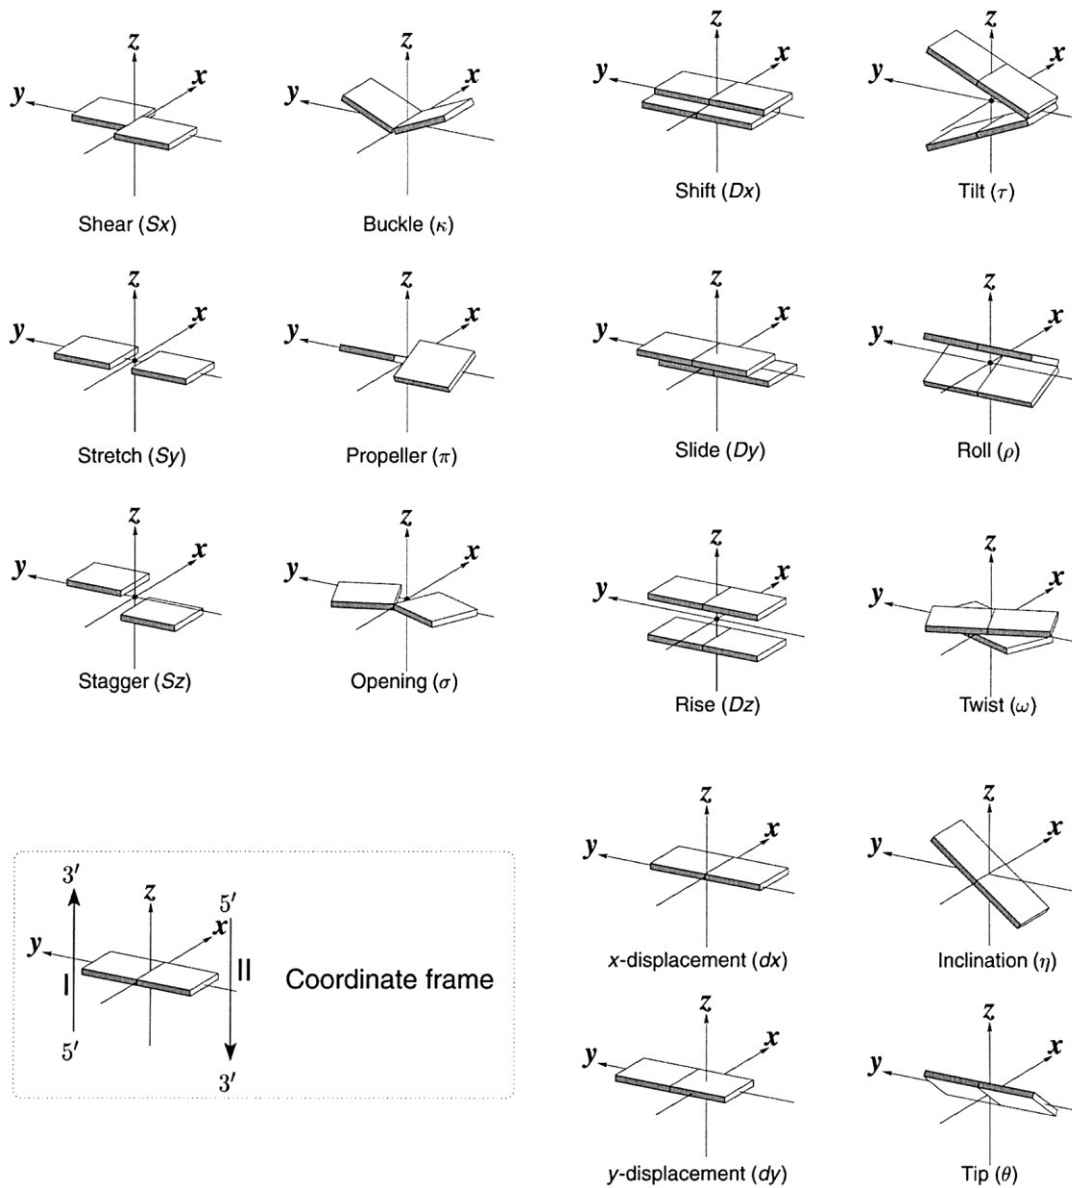 z
x
y
Shear (Sx)
z
x
y
Buckle (κ)
z
x
y
Shift (Dx)
z
x
y
Tilt (τ)
z
x
y
Stretch (Sy)
z
x
y
Propeller (π)
z
x
y
Slide (Dy)
z
x
y
Roll (ρ)
z
x
y
Stagger (Sz)
z
x
y
Opening (σ)
z
x
y
Rise (Dz)
z
x
y
Twist (ω)
3′
z
5′
x
y
I
II
5′
3′
Coordinate frame
z
x
y
x-displacement (dx)
z
x
y
Inclination (η)
z
x
y
y-displacement (dy)
z
x
y
Tip (θ)